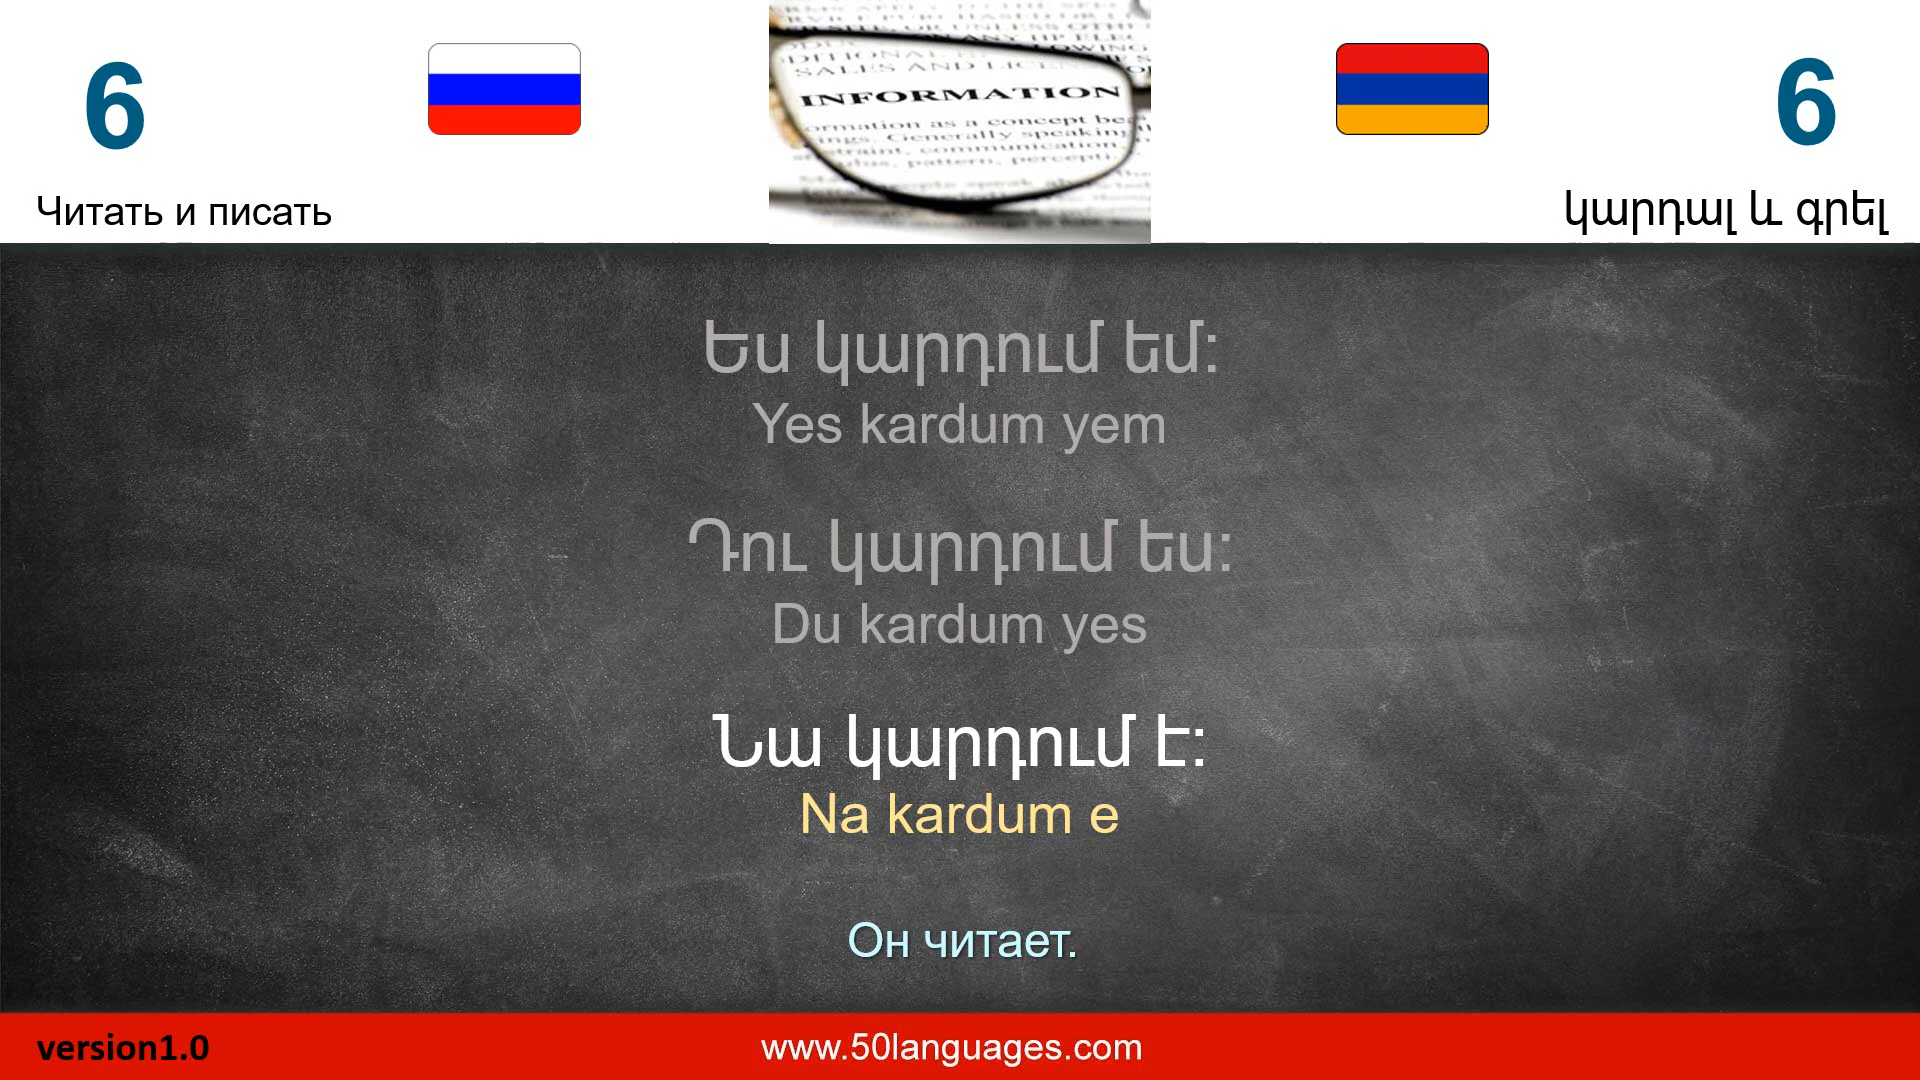 6
6
Читать и писать
կարդալ և գրել
INFORMATION
Ես կարդում եմ:
Yes kardum yem
Դու կարդում ես:
Du kardum yes
Նա կարդում է:
Na kardum e
Он читает.
version1.0
www.50languages.com